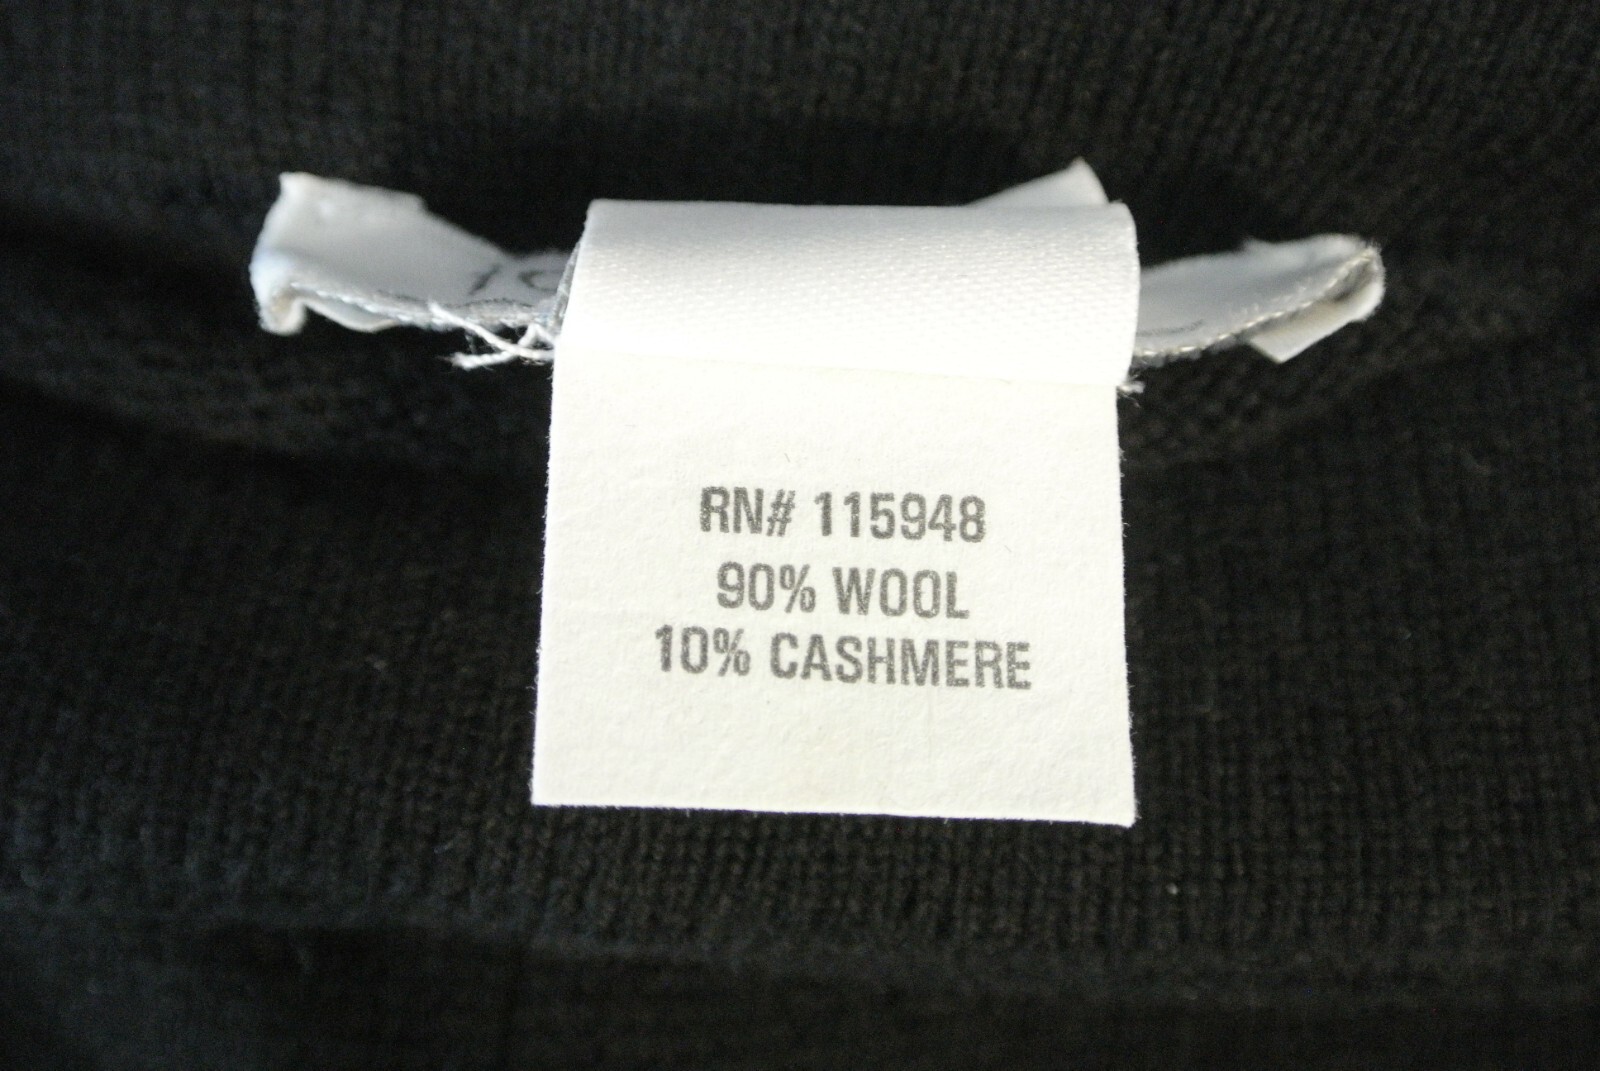 RN# 115948
90% WOOL
10% CASHMERE